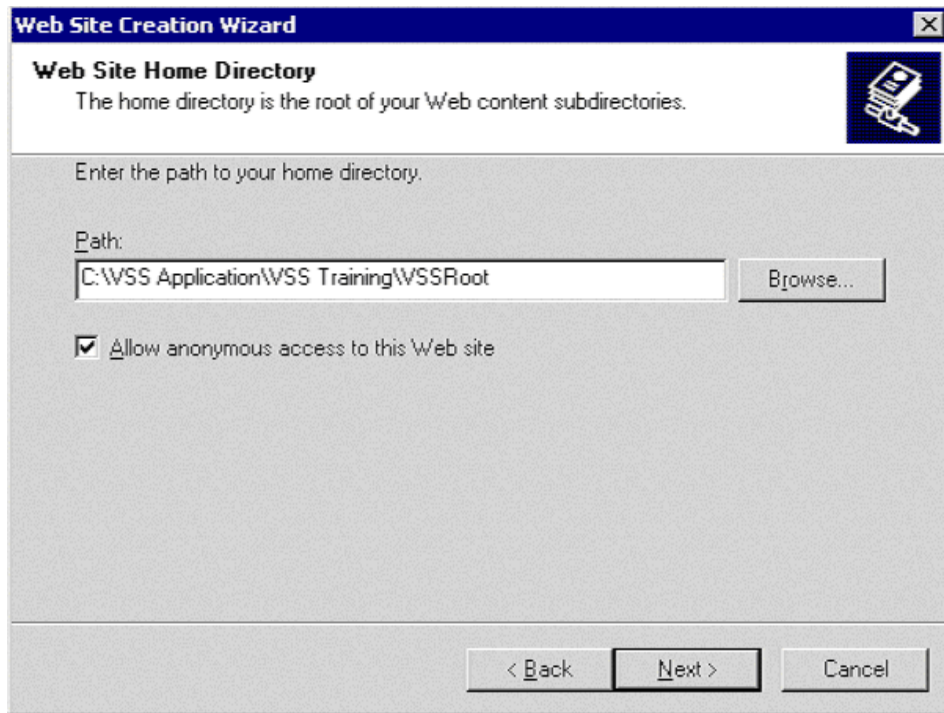 Web Site Creation Wizard
Web Site Home Directory
The home directory is the root of your Web content subdirectories.
Enter the path to your home directory.
Path:
C:\VSS Application\VSS Training\VSSRoot
Browse...
Allow anonymous access to this Web site
< Back
Next >
Cancel